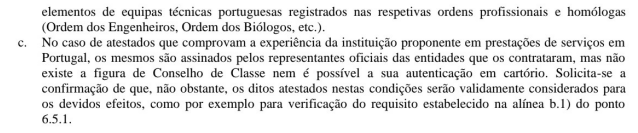 elementos de equipas técnicas portuguesas registrados nas respetivas ordens profissionais e homólogas
(Ordem dos Engenheiros, Ordem dos Biólogos, etc.).
c. No caso de atestados que comprovam a experiência da instituição proponente em prestações de serviços em
Portugal, os mesmos são assinados pelos representantes oficiais das entidades que os contrataram, mas não
existe a figura de Conselho de Classe nem é possível a sua autenticação em cartório. Solicita-se a
confirmação de que, não obstante, os ditos atestados nestas condições serão validamente considerados para
os devidos efeitos, como por exemplo para verificação do requisito estabelecido na alínea b.1) do ponto
6.5.1.